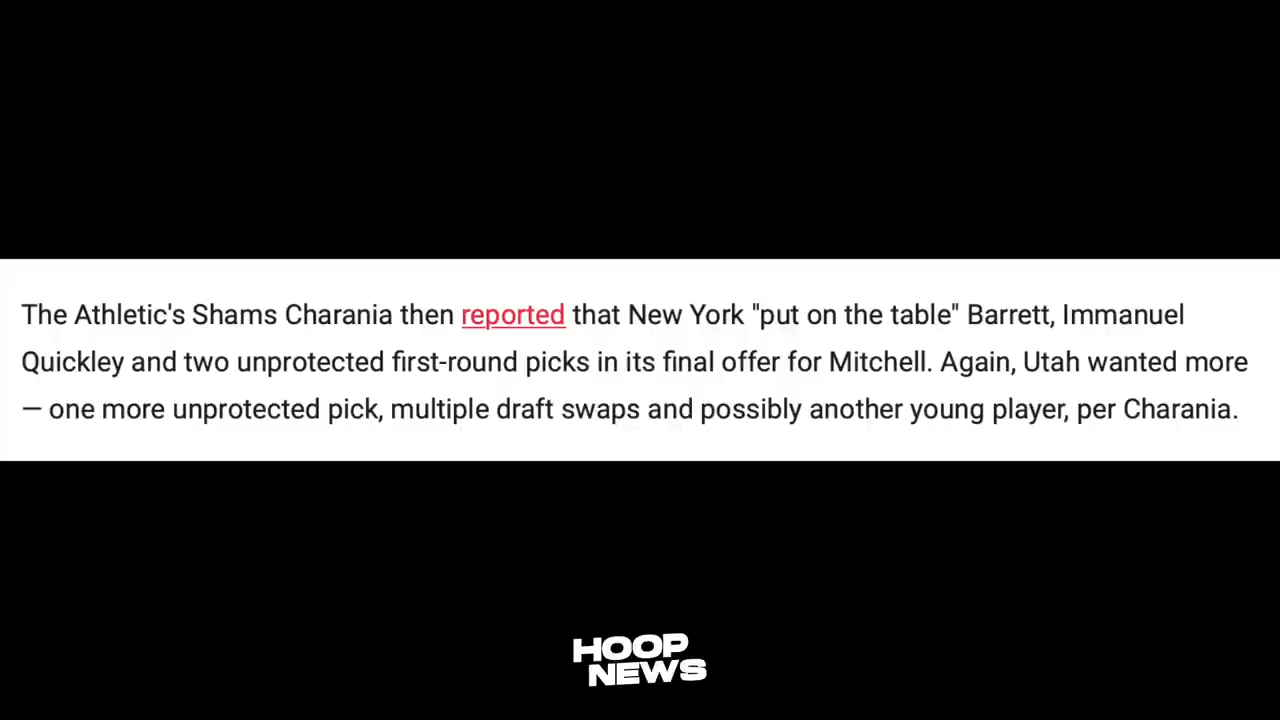 The Athletic's Shams Charania then reported that New York "put on the table" Barrett, Immanuel
Quickley and two unprotected first-round picks in its final offer for Mitchell. Again, Utah wanted more
— one more unprotected pick, multiple draft swaps and possibly another young player, per Charania.
HOOP
NEWS